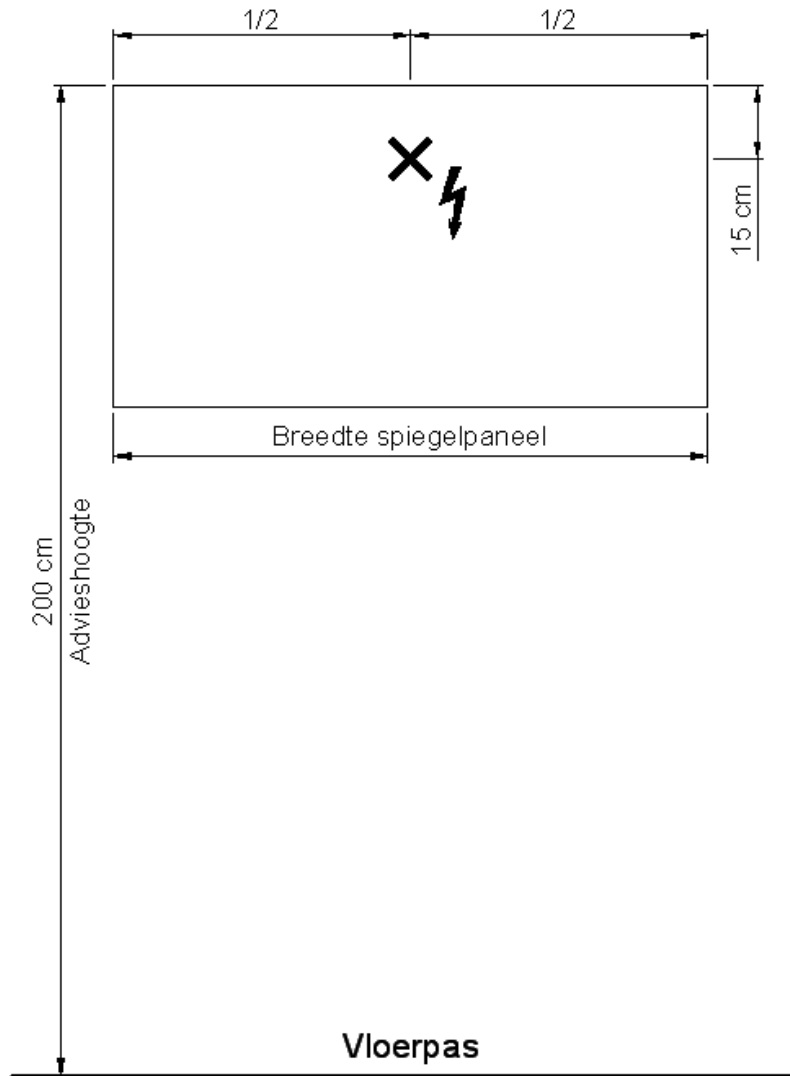 1/2
1/2
15 cm
Breedte spiegelpaneel
200 cm
Advieshoogte
Vloerpas